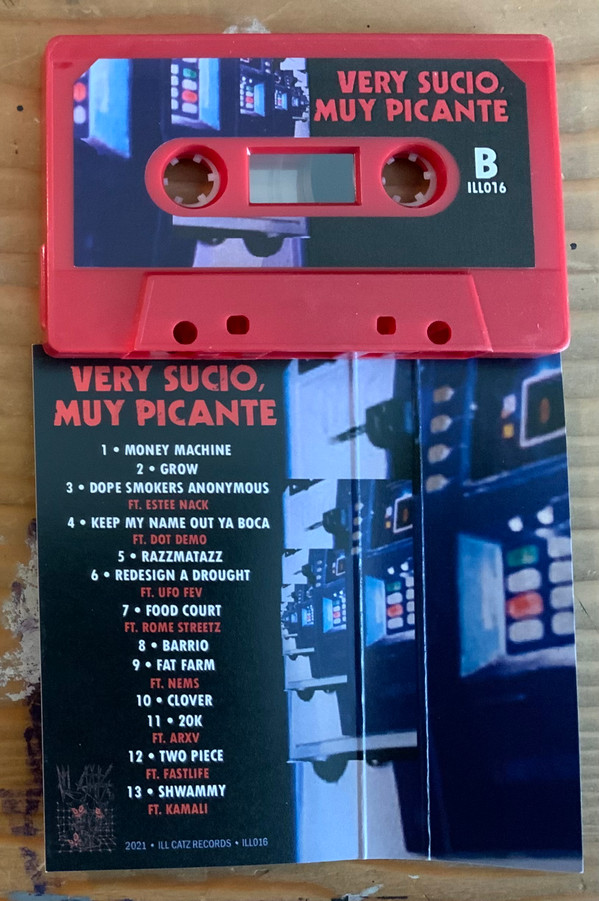 VERY SUCIO,
MUY PICANTE
B
ILL016
VERY SUCIO,
MUY PICANTE
1 • MONEY MACHINE
2 • GROW
3 • DOPE SMOKERS ANONYMOUS
FT. ESTEE NACK
4 • KEEP MY NAME OUT YA BOCA
FT. DOT DEMO
5 • RAZZMATAZZ
6 • REDESIGN A DROUGHT
FT. UFO FEV
7 • FOOD COURT
FT. ROME STREETZ
8 • BARRIO
9 • FAT FARM
FT. NEMS
10 • CLOVER
11 • 20K
FT. ARXV
12 • TWO PIECE
FT. FASTLIFE
13 • SHWAMMY
FT. KAMALI
2021 • ILL CATZ RECORDS • ILL016